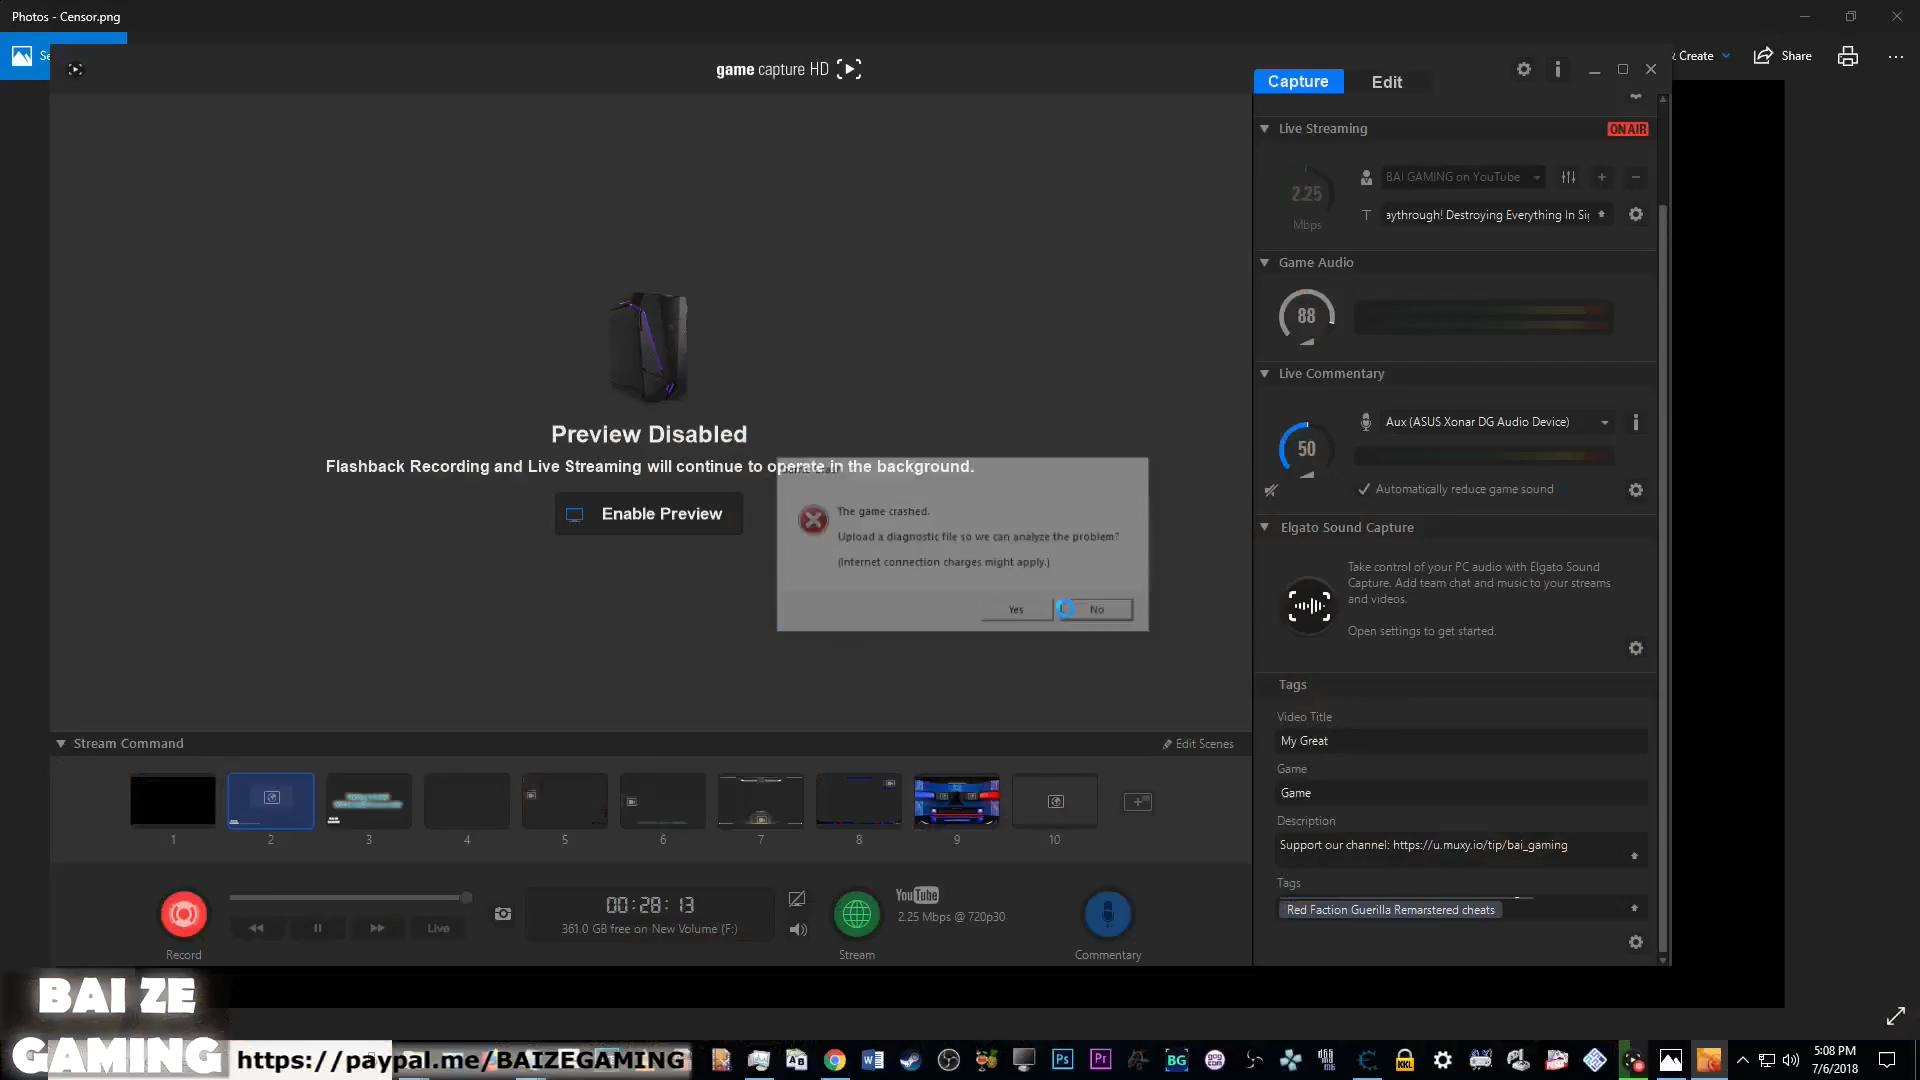 Photos - Censor.png
Se
& Create
Share
game capture HD
Capture
Edit
Live Streaming
ON AIR
2.25
Mbps
BAI GAMING on YouTube
T
aythrough! Destroying Everything In Sig
Game Audio
88
Live Commentary
50
Aux (ASUS Xonar DG Audio Device)
Automatically reduce game sound
Elgato Sound Capture
Take control of your PC audio with Elgato Sound
Capture. Add team chat and music to your streams
and videos.
Open settings to get started.
Preview Disabled
Flashback Recording and Live Streaming will continue to operate in the background.
Enable Preview
The game crashed.
Upload a diagnostic file so we can analyze the problem?
(Internet connection charges might apply.)
Yes
No
Tags
Video Title
My Great
Game
Game
Description
Support our channel: https://u.muxy.io/tip/bai_gaming
Tags
Red Faction Guerilla Remarstered cheats
Stream Command
Edit Scenes
1
2
3
4
5
6
7
8
9
10
Record
Live
00:28:13
361.0 GB free on New Volume (F:)
Stream
YouTube
2.25 Mbps @ 720p30
Commentary
BAI ZE
GAMING
https://paypal.me/BAIZEGAMING
Ps
Pr
BG
5:08 PM
7/6/2018